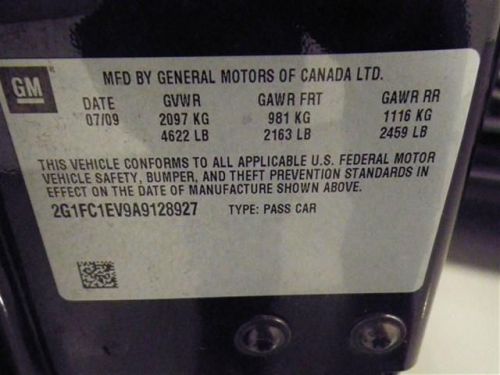 GM
MFD BY GENERAL MOTORS OF CANADA LTD.
DATE GVWR GAWR FRT GAWR RR
07/09 2097 KG 981 KG 1116 KG
4622 LB 2163 LB 2459 LB
THIS VEHICLE CONFORMS TO ALL APPLICABLE U.S. FEDERAL MOTOR
VEHICLE SAFETY, BUMPER, AND THEFT PREVENTION STANDARDS IN
EFFECT ON THE DATE OF MANUFACTURE SHOWN ABOVE.
2G1FC1EV9A9128927 TYPE: PASS CAR